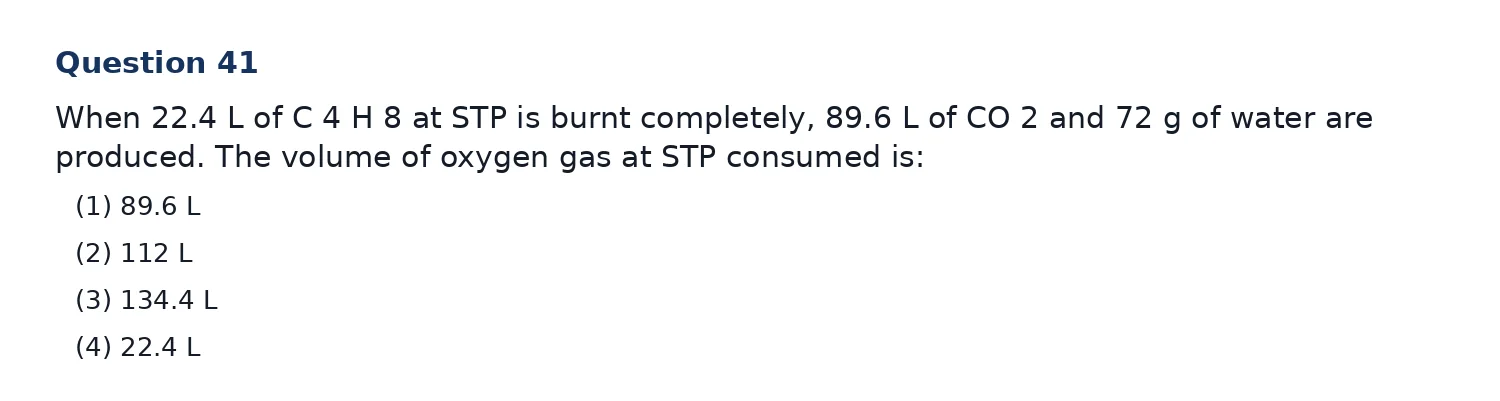 Question 41
When 22.4 L of C 4 H 8 at STP is burnt completely, 89.6 L of CO 2 and 72 g of water are
produced. The volume of oxygen gas at STP consumed is:
(1) 89.6 L
(2) 112 L
(3) 134.4 L
(4) 22.4 L